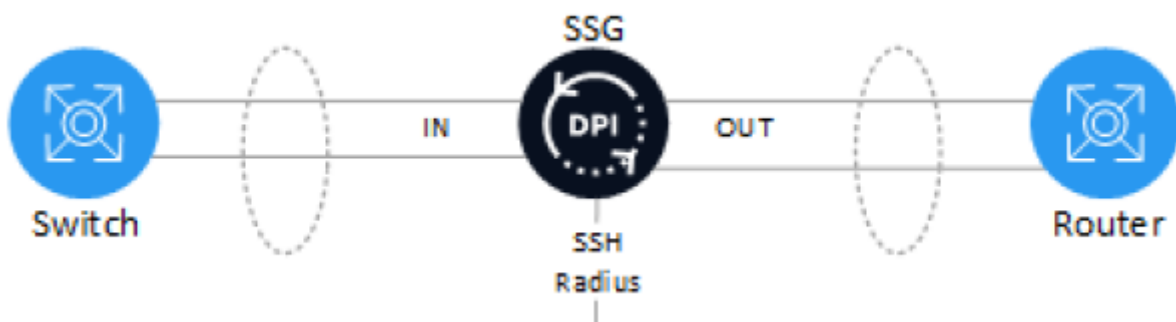 SSG
IN
DPI
OUT
Switch
SSH
Router
Radius